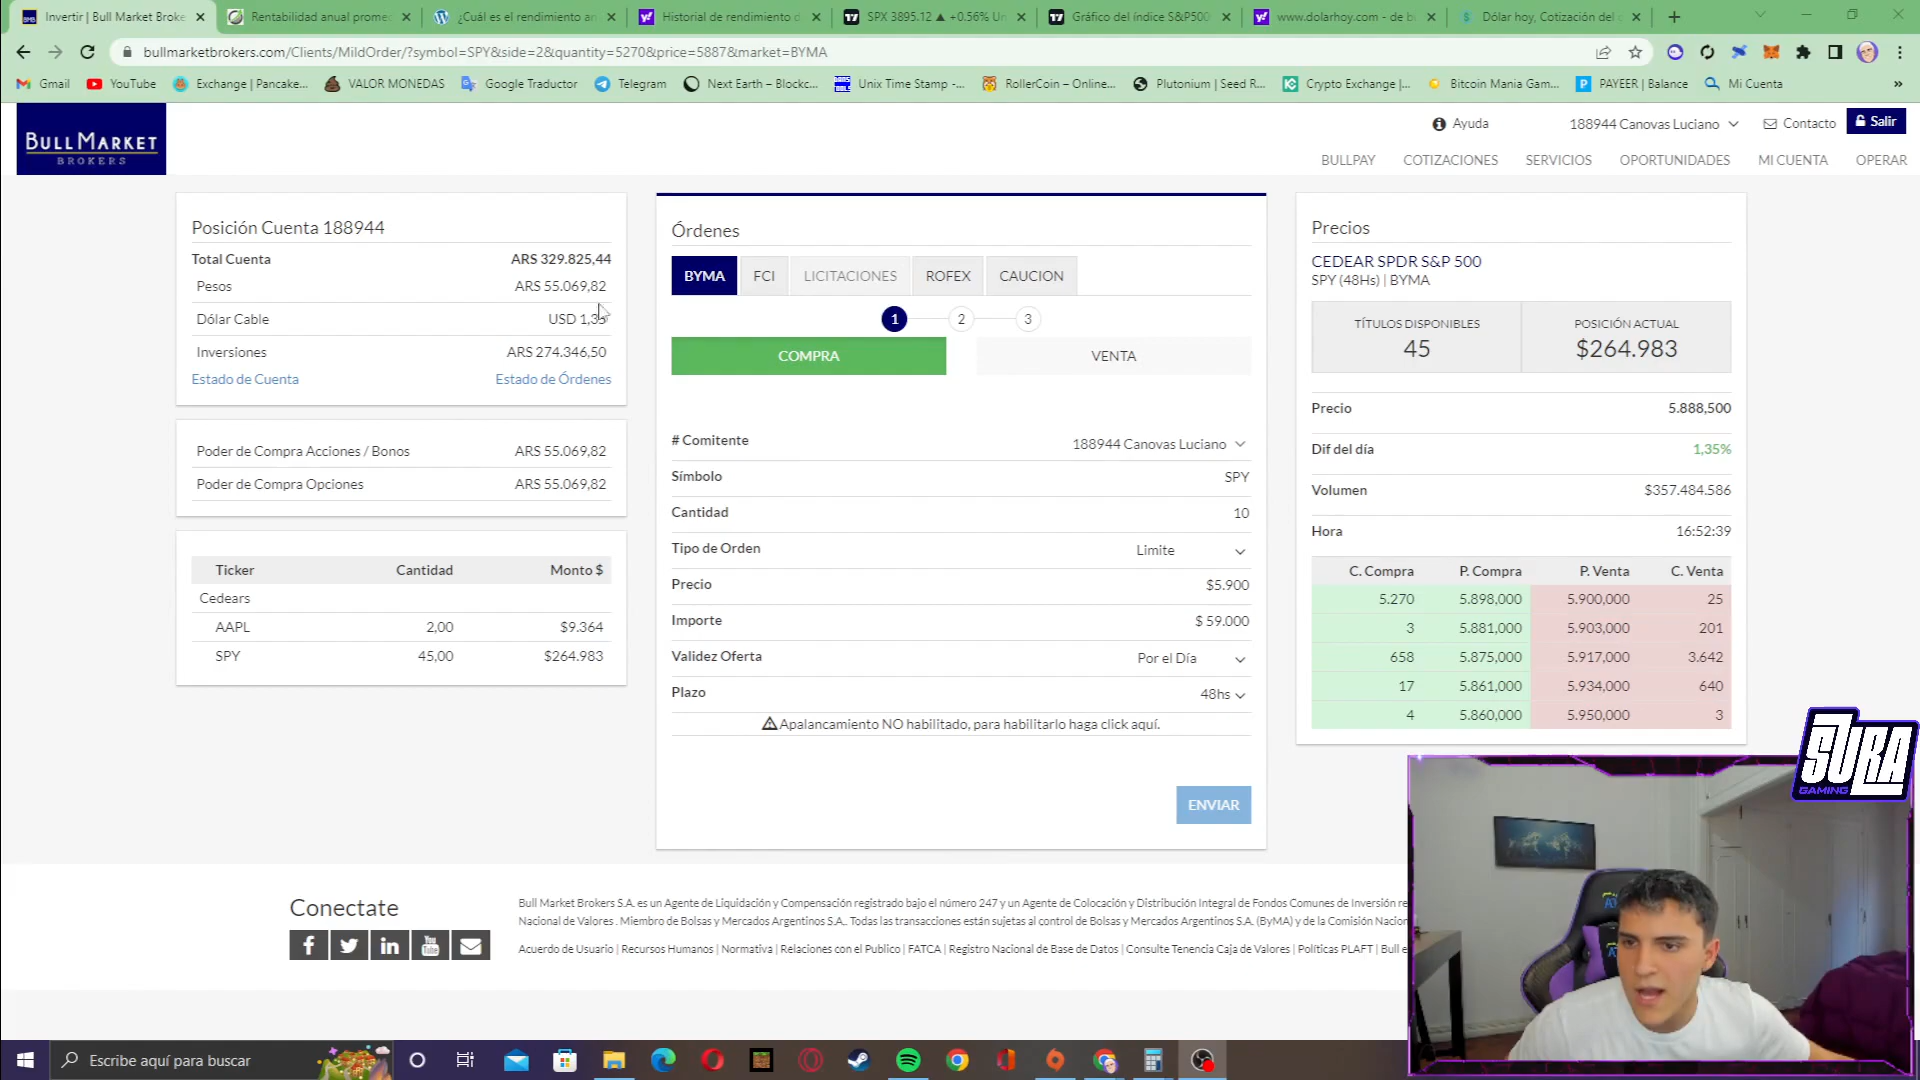 Invertir | Bull Market Broke
Rentabilidad anual prome
¿Cuál es el rendimiento an
Historial de rendimiento d
SPX 3895.12 ▲ +0.56% Un
Gráfico del índice S&P500
www.dolarhoy.com - de bi
Dólar hoy, Cotización del
bullmarketbrokers.com/Clients/MildOrder/?symbol=SPY&side=2&quantity=5270&price=5887&market=BYMA
Gmail
YouTube
Exchange | Pancake...
VALOR MONEDAS
Google Traductor
Telegram
Next Earth – Blockc...
Unix Time Stamp -...
RollerCoin – Online...
Plutonium | Seed R...
Crypto Exchange |...
Bitcoin Mania Gam...
PAYEER | Balance
Mi Cuenta
»
BULL MARKET
BROKERS
Ayuda
188944 Canovas Luciano
Contacto
Salir
BULLPAY
COTIZACIONES
SERVICIOS
OPORTUNIDADES
MI CUENTA
OPERAR
Posición Cuenta 188944
Total Cuenta ARS 329.825,44
Pesos ARS 55.069,82
Dólar Cable USD 1,35
Inversiones ARS 274.346,50
Estado de Cuenta Estado de Órdenes
Poder de Compra Acciones / Bonos ARS 55.069,82
Poder de Compra Opciones ARS 55.069,82
Ticker Cantidad Monto $
Cedears
AAPL 2,00 $9.364
SPY 45,00 $264.983
Órdenes
BYMA FCI LICITACIONES ROFEX CAUCION
1 2 3
COMPRA VENTA
# Comitente 188944 Canovas Luciano
Símbolo SPY
Cantidad 10
Tipo de Orden Limite
Precio $5.900
Importe $ 59.000
Validez Oferta Por el Día
Plazo 48hs
Apalancamiento NO habilitado, para habilitarlo haga click aquí.
ENVIAR
Precios
CEDEAR SPDR S&P 500
SPY (48Hs) | BYMA
TÍTULOS DISPONIBLES POSICIÓN ACTUAL
45 $264.983
Precio 5.888,500
Dif del día 1,35%
Volumen $357.484.586
Hora 16:52:39
C. Compra P. Compra P. Venta C. Venta
5.270 5.898,000 5.900,000 25
3 5.881,000 5.903,000 201
658 5.875,000 5.917,000 3.642
17 5.861,000 5.934,000 640
4 5.860,000 5.950,000 3
SURA
GAMING
Conectate
Bull Market Brokers S.A. es un Agente de Liquidación y Compensación registrado bajo el número 247 y un Agente de Colocación y Distribución Integral de Fondos Comunes de Inversión re
Nacional de Valores . Miembro de Bolsas y Mercados Argentinos S.A.. Todas las transacciones están sujetas al control de Bolsas y Mercados Argentinos S.A. (ByMA) y de la Comisión Nacion
Acuerdo de Usuario | Recursos Humanos | Normativa | Relaciones con el Publico | FATCA | Registro Nacional de Base de Datos | Consulte Tenencia Caja de Valores | Políticas PLAFT | Bull e
Escribe aquí para buscar